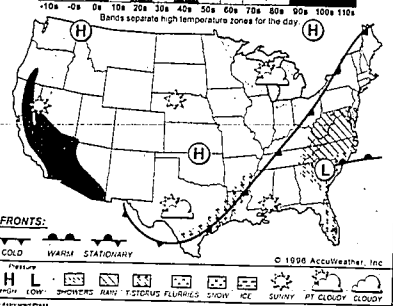 -10s -0s 0s 10s 20s 30s 40s 50s 60s 70s 80s 90s 100s 110s
Bands separate high temperature zones for the day.
H
H
H
L
FRONTS:
COLD WARM STATIONARY
© 1996 AccuWeather, Inc
Pressure
H L
HIGH LOW SHOWERS RAIN T-STORMS FLURRIES SNOW ICE SUNNY PT CLOUDY CLOUDY